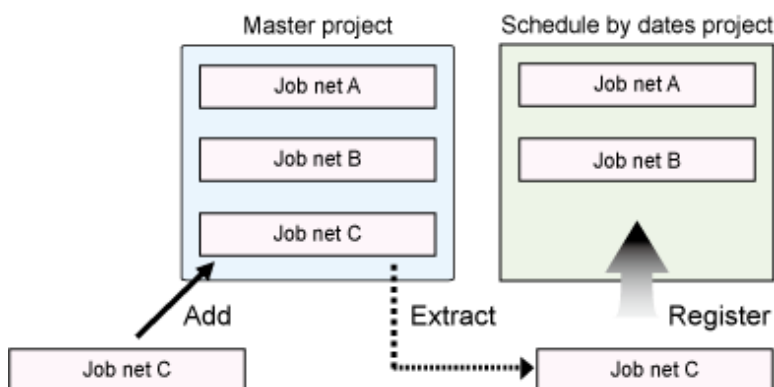 Master project
Schedule by dates project
Job net A
Job net A
Job net B
Job net B
Job net C
Add
Extract
Register
Job net C
Job net C